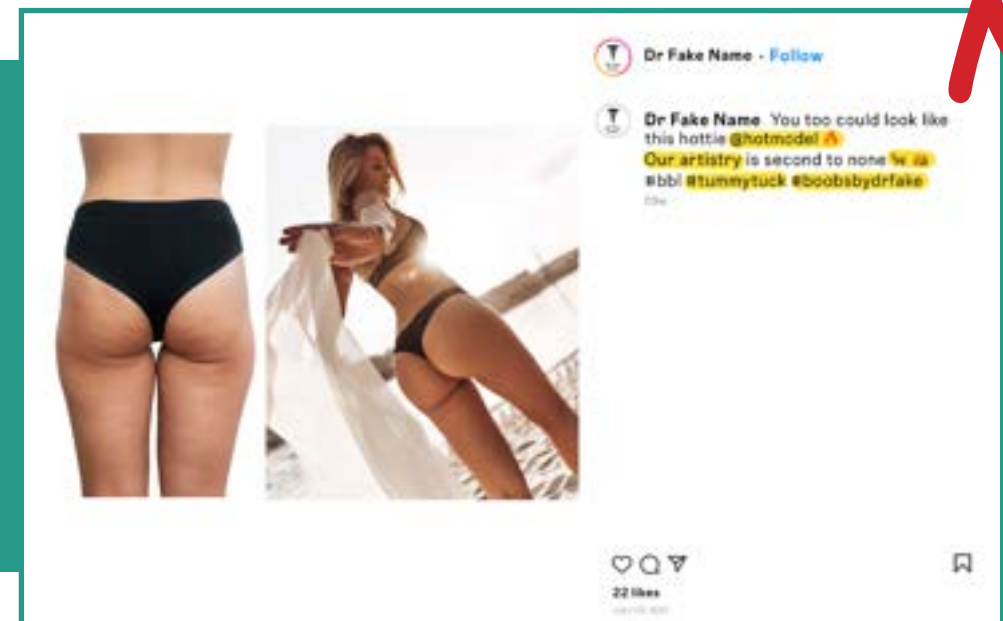 Dr Fake Name · Follow
Dr Fake Name You too could look like
this hottie @hotmodel 🔥
Our artistry is second to none
#bbl #tummytuck #boobsbydrfake
22 likes